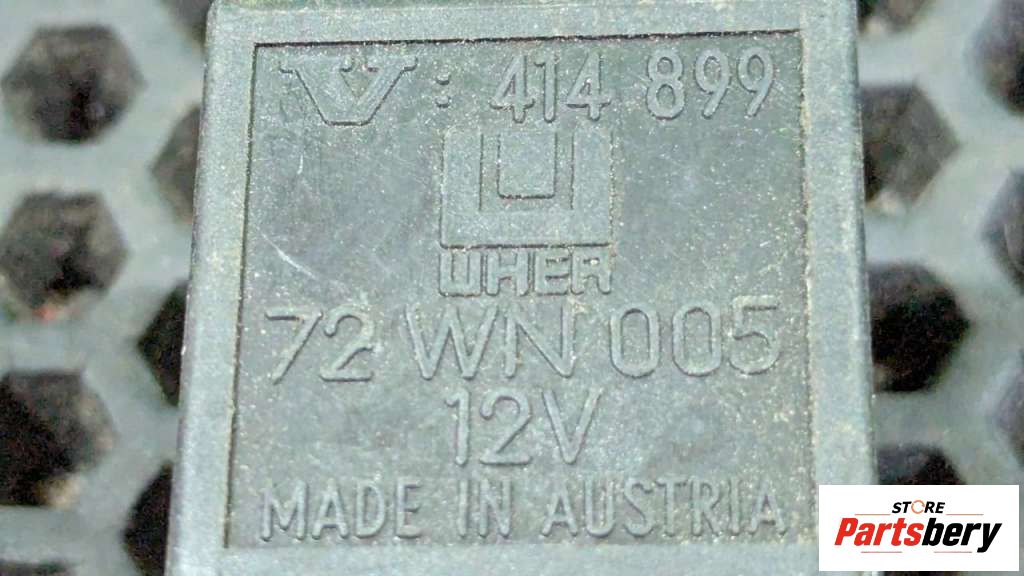 V: 414 899
UHER
72 WN 005
12V
MADE IN AUSTRIA
STORE
Partsbery